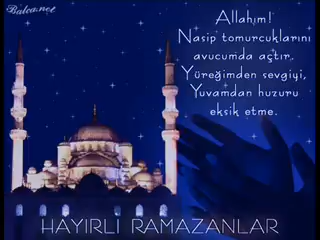 Balca.net
Allahım!
Nasip tomurcuklarını
avucumda açtır.
Yüreğimden sevgiyi,
Yuvamdan huzuru
eksik etme.
HAYIRLI RAMAZANLAR